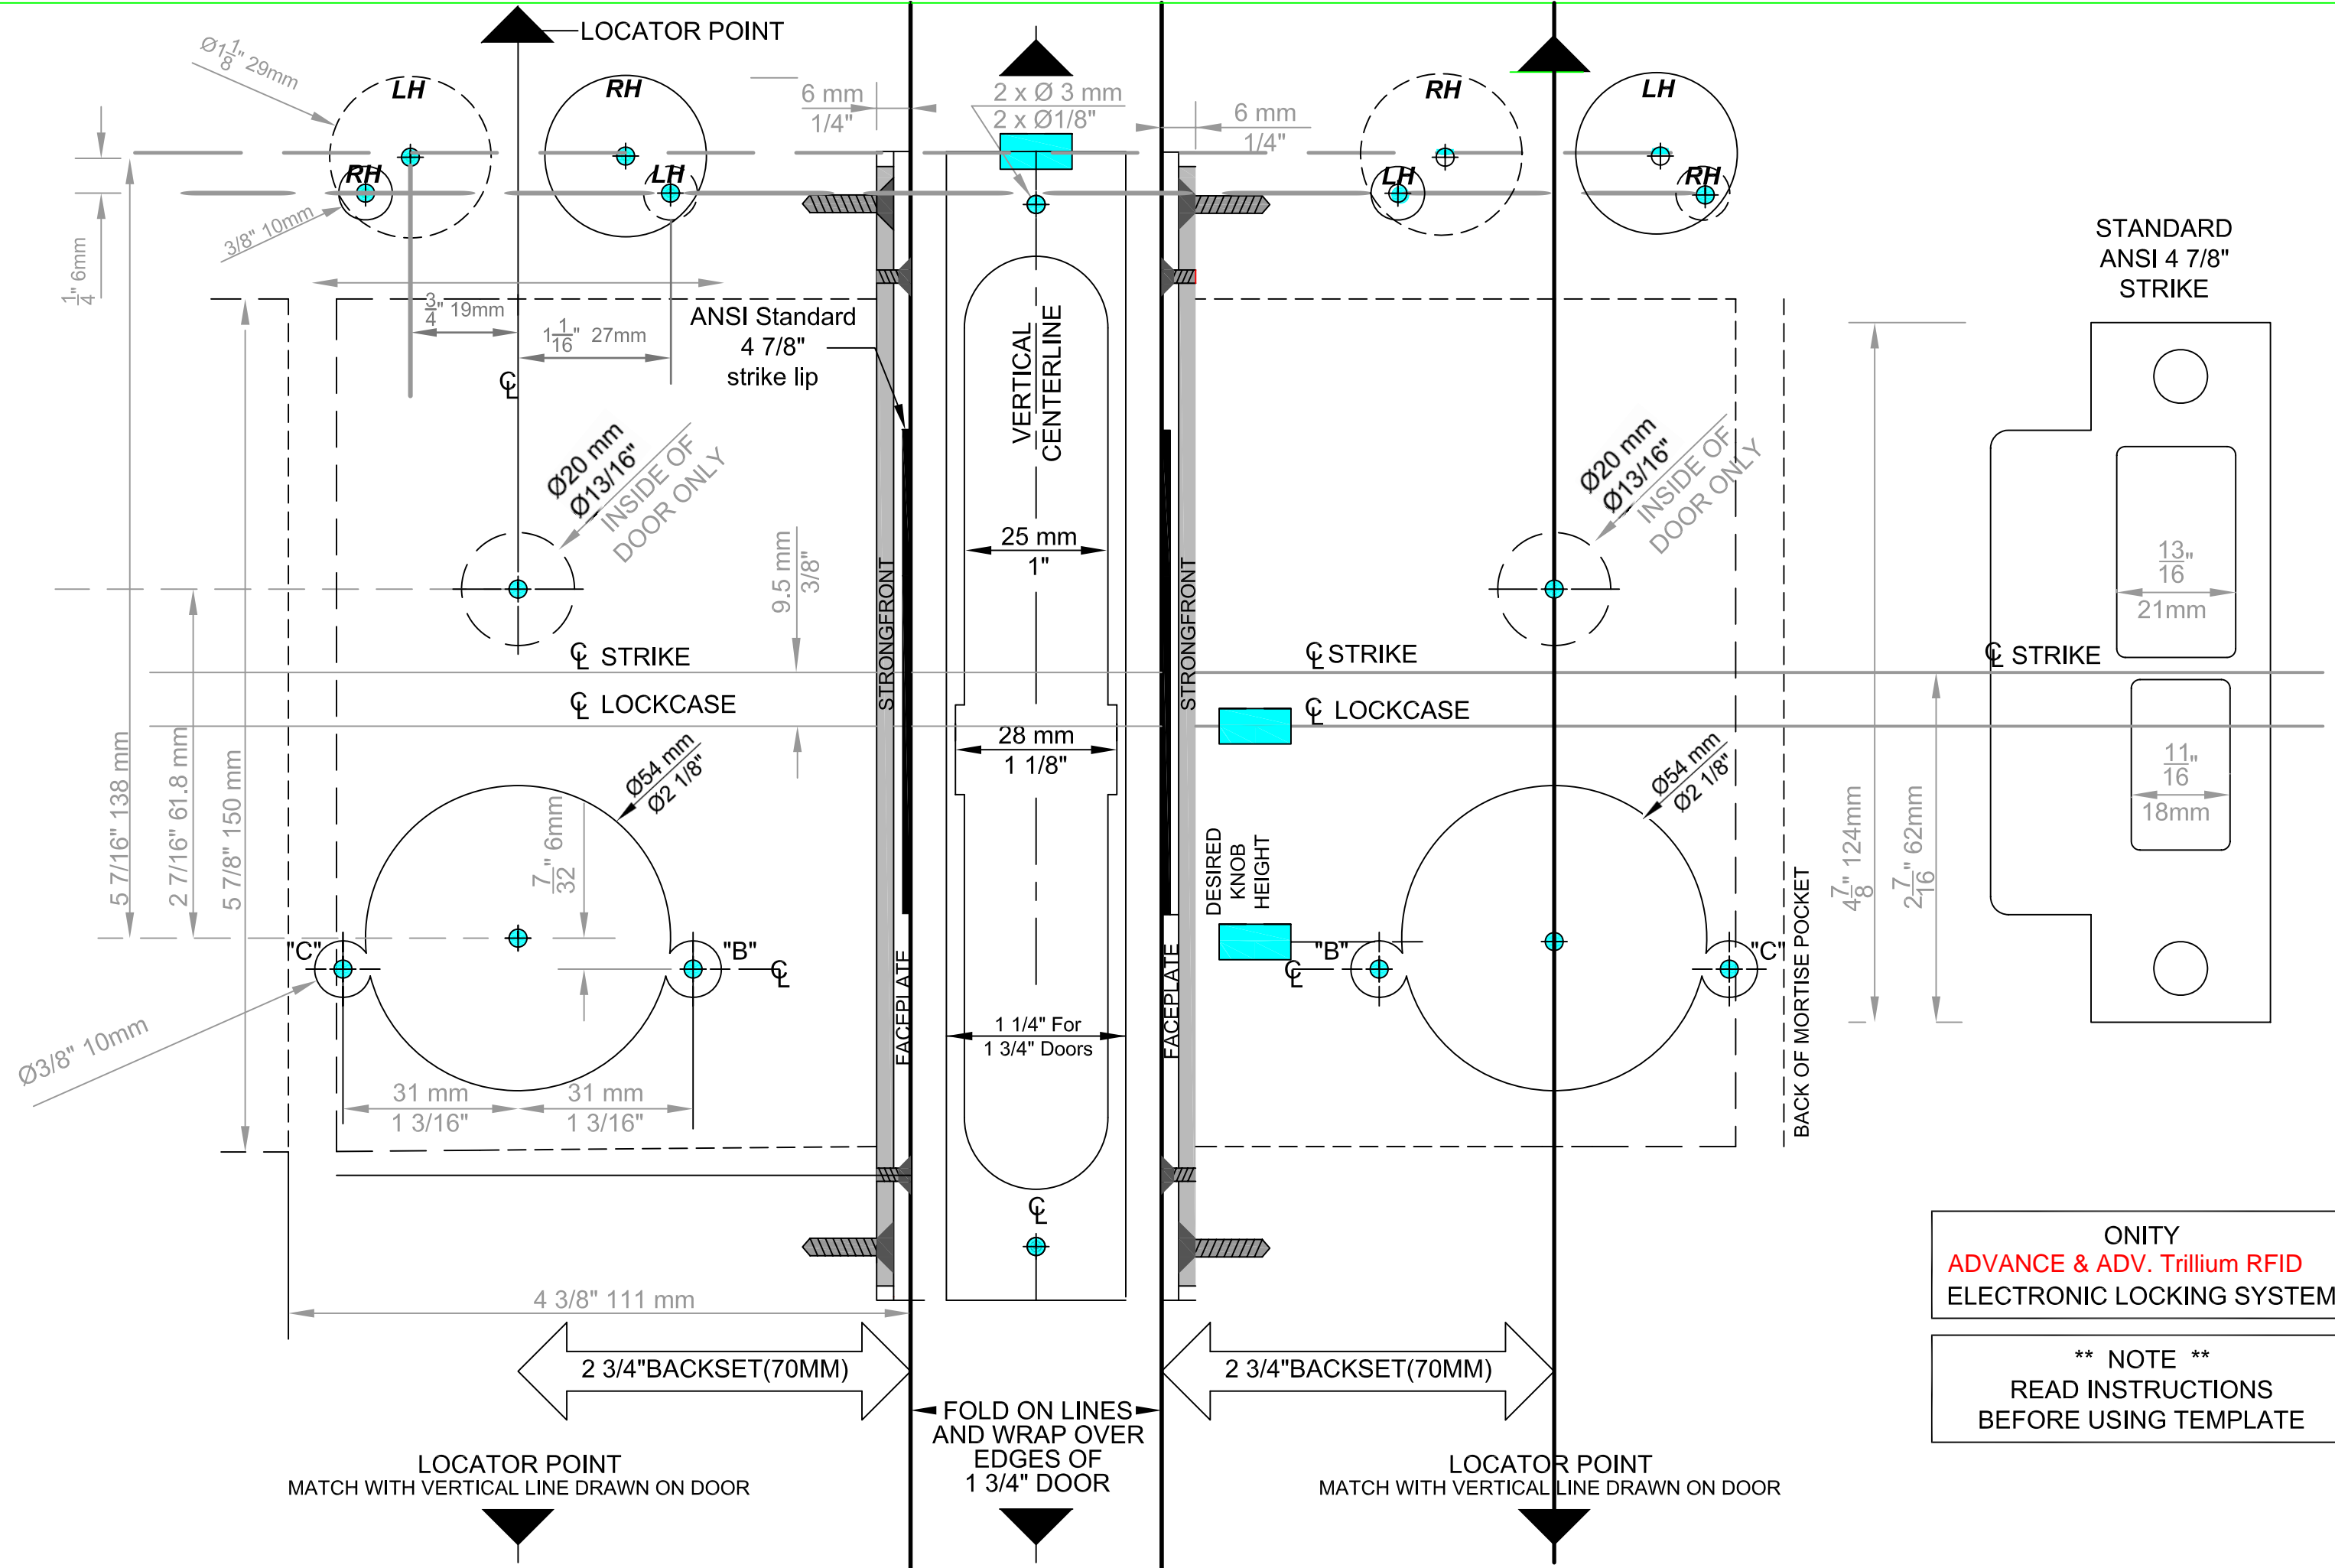 LOCATOR POINT
Ø1 1/8" 29mm
LH
RH
RH
LH
3/8" 10mm
1/4" 6mm
3/4" 19mm
1 1/16" 27mm
℄
6 mm
1/4"
2 x Ø 3 mm
2 x Ø1/8"
6 mm
1/4"
RH
LH
LH
RH
STANDARD
ANSI 4 7/8"
STRIKE
ANSI Standard
4 7/8"
strike lip
VERTICAL
CENTERLINE
Ø20 mm
Ø13/16"
INSIDE OF
DOOR ONLY
Ø20 mm
Ø13/16"
INSIDE OF
DOOR ONLY
25 mm
1"
9.5 mm
3/8"
STRONGFRONT
STRONGFRONT
13/16"
21mm
℄ STRIKE
℄ STRIKE
℄ STRIKE
℄ LOCKCASE
℄ LOCKCASE
28 mm
1 1/8"
11/16"
18mm
Ø54 mm
Ø2 1/8"
Ø54 mm
Ø2 1/8"
5 7/16" 138 mm
2 7/16" 61.8 mm
5 7/8" 150 mm
7/32" 6mm
DESIRED
KNOB
HEIGHT
4 7/8" 124mm
2 7/16" 62mm
"C"
"B"
℄
℄
"B"
"C"
FACEPLATE
FACEPLATE
BACK OF MORTISE POCKET
Ø3/8" 10mm
1 1/4" For
1 3/4" Doors
31 mm
1 3/16"
31 mm
1 3/16"
℄
4 3/8" 111 mm
ONITY
ADVANCE & ADV. Trillium RFID
ELECTRONIC LOCKING SYSTEM
2 3/4"BACKSET(70MM)
2 3/4"BACKSET(70MM)
** NOTE **
READ INSTRUCTIONS
BEFORE USING TEMPLATE
FOLD ON LINES
AND WRAP OVER
EDGES OF
1 3/4" DOOR
LOCATOR POINT
MATCH WITH VERTICAL LINE DRAWN ON DOOR
LOCATOR POINT
MATCH WITH VERTICAL LINE DRAWN ON DOOR